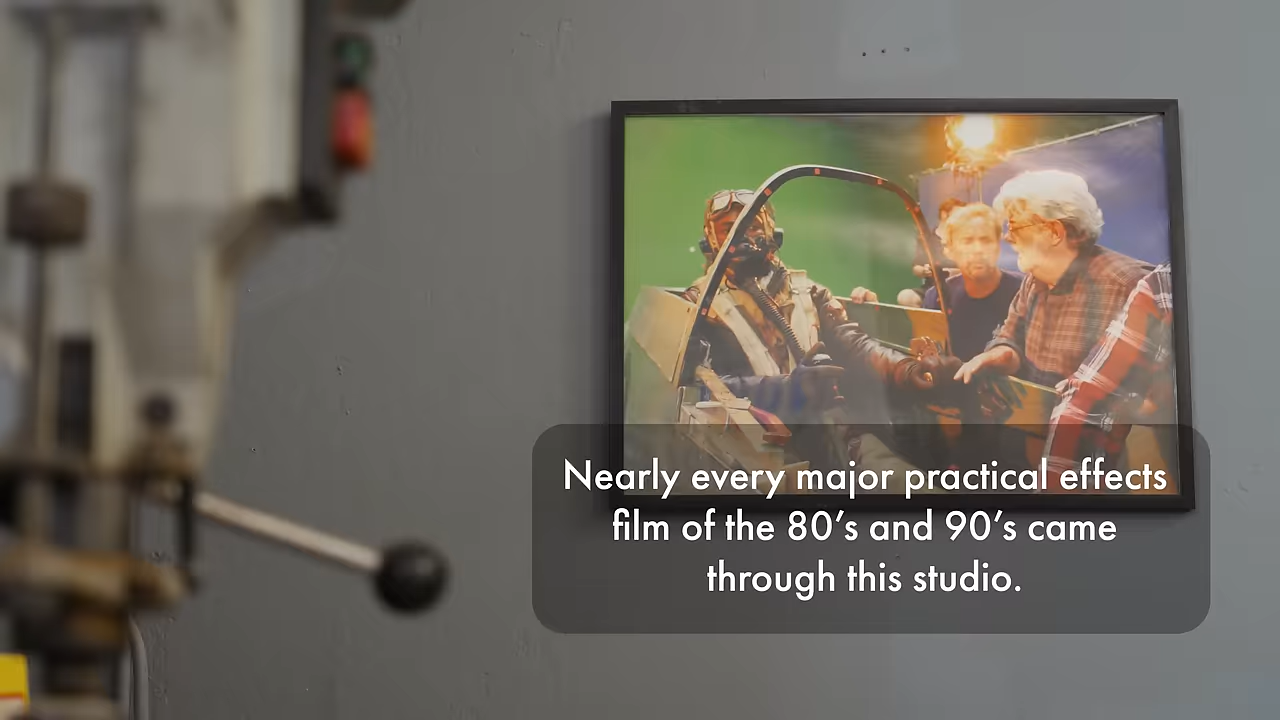 Nearly every major practical effects
film of the 80’s and 90’s came
through this studio.